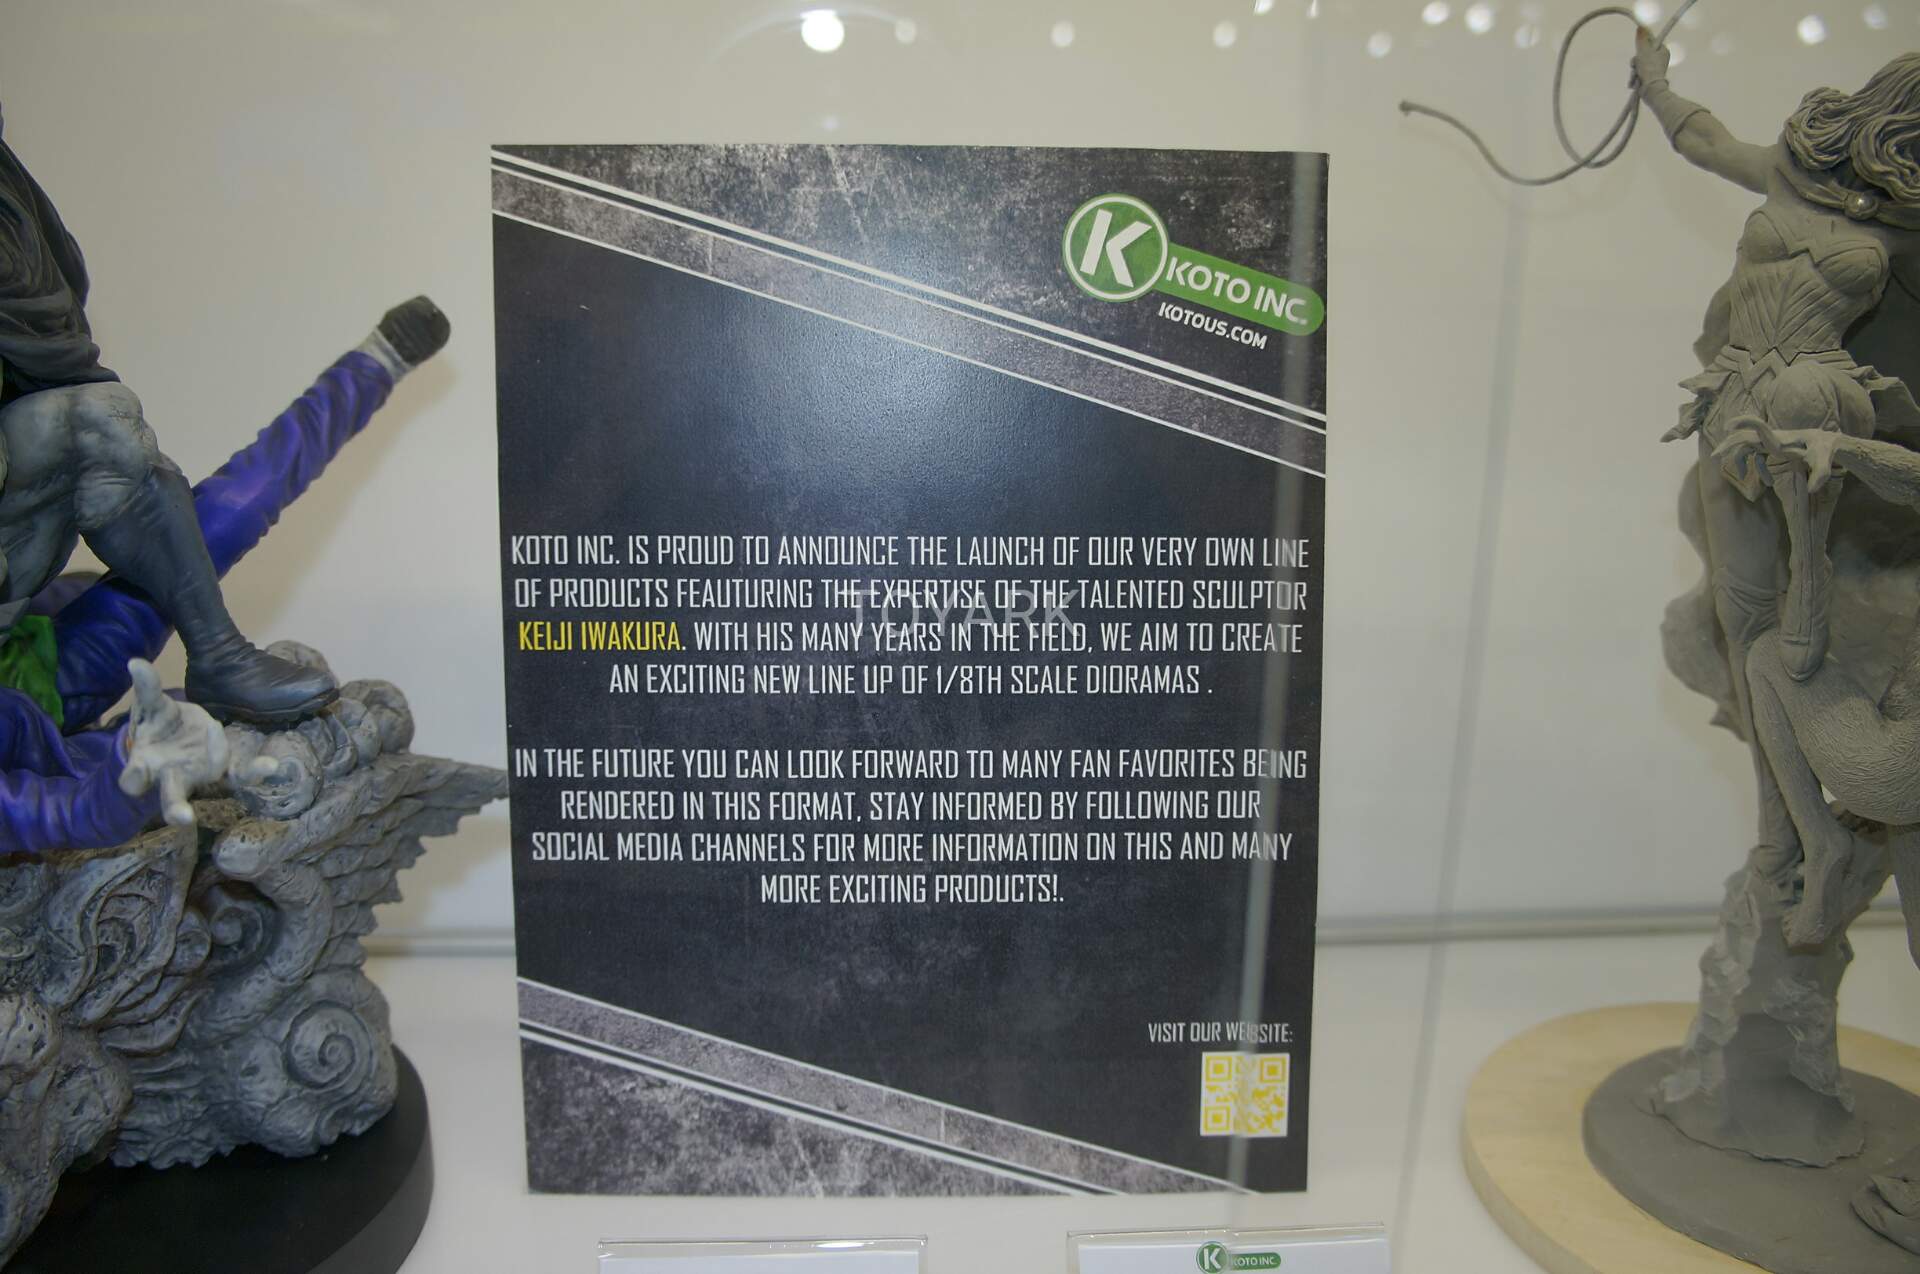 K KOTO INC.
KOTOUS.COM
KOTO INC. IS PROUD TO ANNOUNCE THE LAUNCH OF OUR VERY OWN LINE
OF PRODUCTS FEAUTURING THE EXPERTISE OF THE TALENTED SCULPTOR
KEIJI IWAKURA. WITH HIS MANY YEARS IN THE FIELD, WE AIM TO CREATE
AN EXCITING NEW LINE UP OF 1/8TH SCALE DIORAMAS .
TOYARK
IN THE FUTURE YOU CAN LOOK FORWARD TO MANY FAN FAVORITES BEING
RENDERED IN THIS FORMAT, STAY INFORMED BY FOLLOWING OUR
SOCIAL MEDIA CHANNELS FOR MORE INFORMATION ON THIS AND MANY
MORE EXCITING PRODUCTS!.
VISIT OUR WEBSITE:
K KOTO INC.